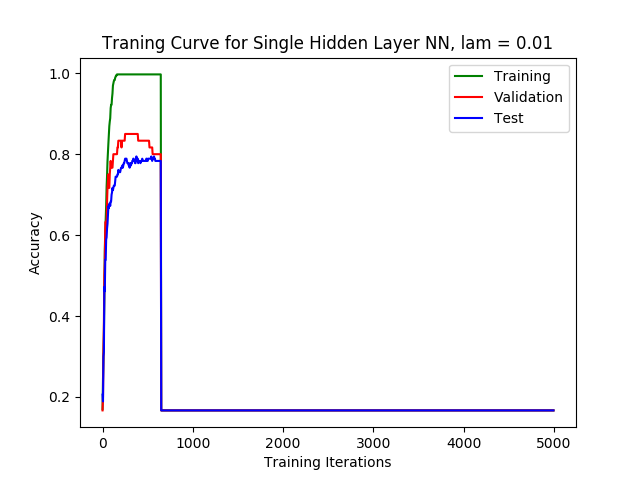 Traning Curve for Single Hidden Layer NN, lam = 0.01
Training
Validation
Test
Accuracy
1.0
0.8
0.6
0.4
0.2
0 1000 2000 3000 4000 5000
Training Iterations